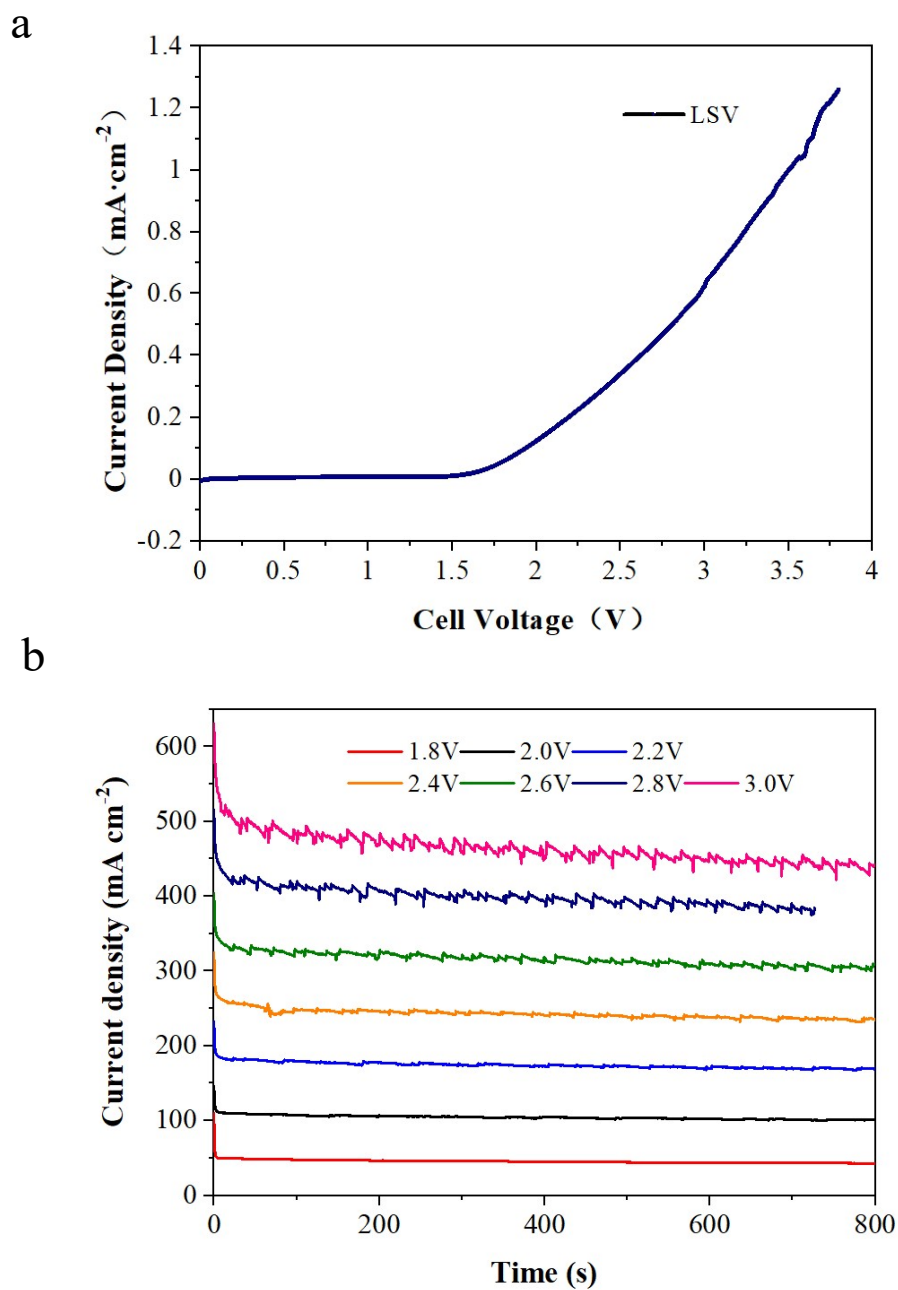 a
1.4
1.2
1
0.8
0.6
0.4
0.2
0
-0.2
Current Density（mA·cm⁻²）
LSV
0 0.5 1 1.5 2 2.5 3 3.5 4
Cell Voltage（V）
b
600
500
400
300
200
100
0
Current density (mA cm⁻²)
1.8V 2.0V 2.2V
2.4V 2.6V 2.8V 3.0V
0 200 400 600 800
Time (s)